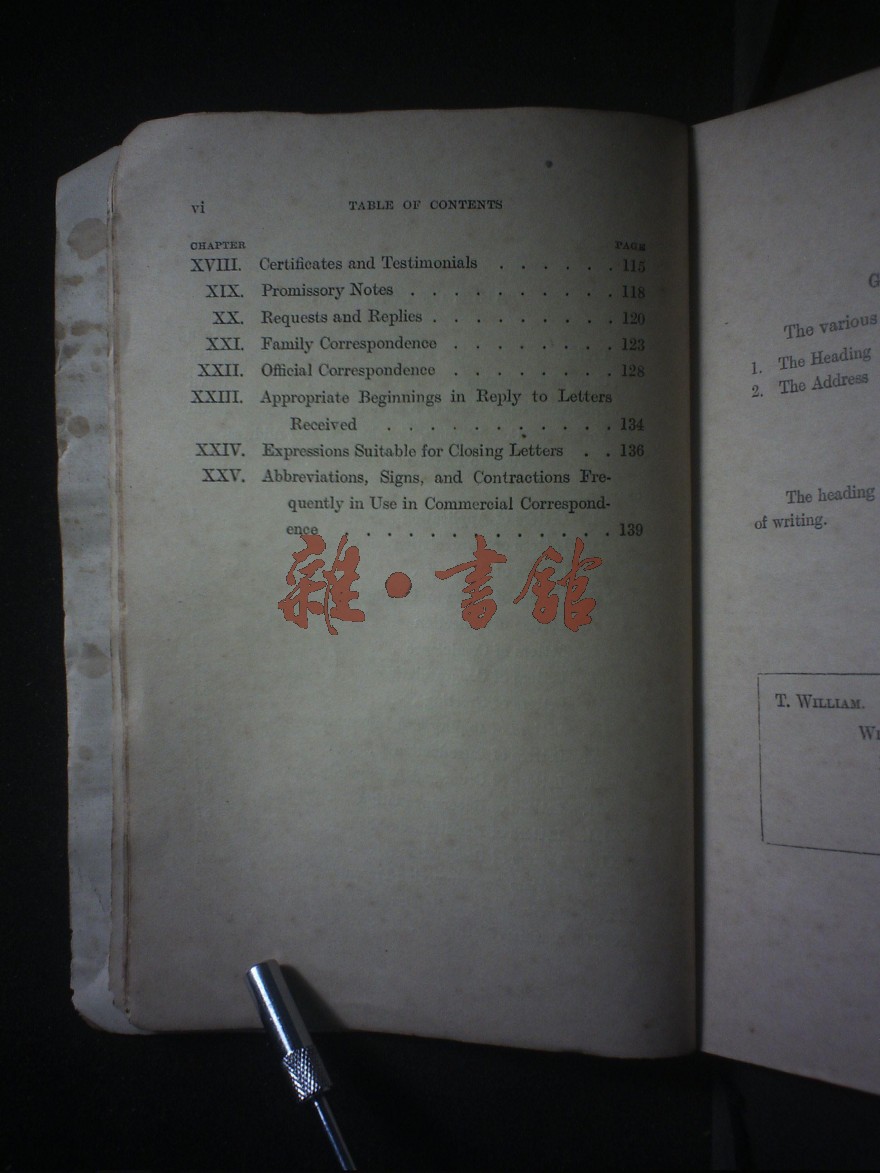 vi TABLE OF CONTENTS
CHAPTER PAGE
XVIII. Certificates and Testimonials . . . . . . 115
XIX. Promissory Notes . . . . . . . . . . 118
XX. Requests and Replies . . . . . . . . . 120
XXI. Family Correspondence . . . . . . . . 123
XXII. Official Correspondence . . . . . . . . 128
XXIII. Appropriate Beginnings in Reply to Letters
Received . . . . . . . . . . . 134
XXIV. Expressions Suitable for Closing Letters . . 136
XXV. Abbreviations, Signs, and Contractions Fre-
quently in Use in Commercial Correspond-
ence . . . . . . . . . . . . 139
雜·書館
G
The various
1. The Heading
2. The Address
The heading
of writing.
T. WILLIAM.